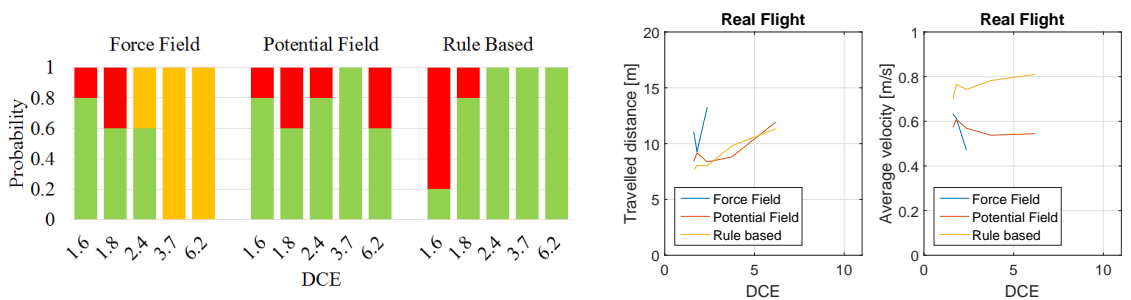 Force Field Potential Field Rule Based
Probability
1
0.8
0.6
0.4
0.2
0
1.6 1.8 2.4 3.7 6.2 1.6 1.8 2.4 3.7 6.2 1.6 1.8 2.4 3.7 6.2
DCE
Real Flight
Travelled distance [m]
20
15
10
5
0
Force Field
Potential Field
Rule based
0 5 10
DCE
Real Flight
Average velocity [m/s]
1
0.8
0.6
0.4
0.2
0
Force Field
Potential Field
Rule based
0 5 10
DCE